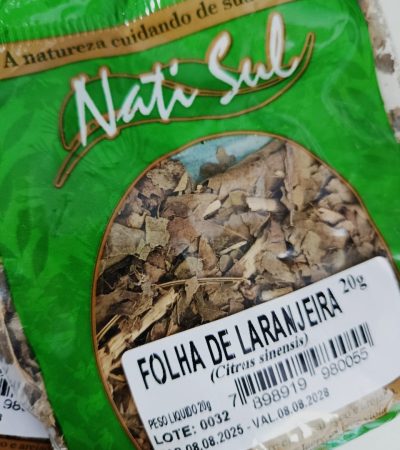 A natureza cuidando de sua
Nati Sul
FOLHA DE LARANJEIRA 20g
(Citrus sinensis)
7 898919 980055
PESO LIQUIDO 20g
LOTE: 0032
08.08.2025 - VAL.08.08.2028